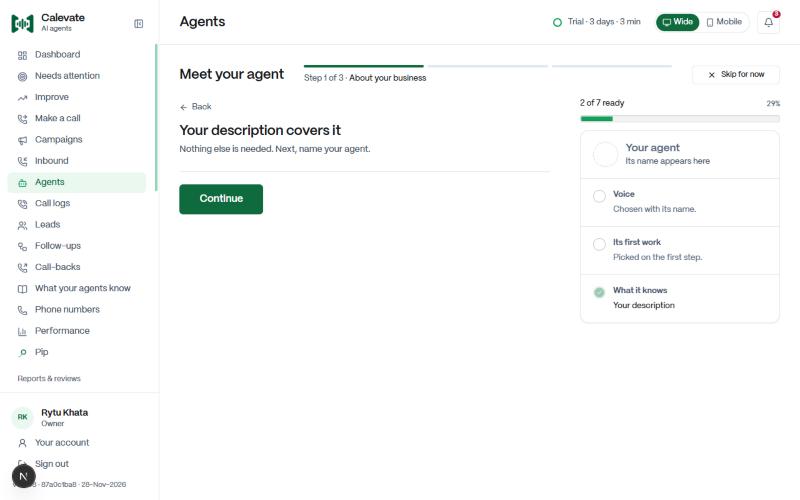 Calevate
AI agents
Dashboard
Needs attention
Improve
Make a call
Campaigns
Inbound
Agents
Call logs
Leads
Follow-ups
Call-backs
What your agents know
Phone numbers
Performance
Pip
Reports & reviews
RK
Rytu Khata
Owner
Your account
Sign out
N
87a0c1ba8 · 28-Nov-2026
Agents
Trial · 3 days · 3 min
Wide
Mobile
8
Meet your agent
Step 1 of 3 · About your business
Skip for now
Back
Your description covers it
Nothing else is needed. Next, name your agent.
Continue
2 of 7 ready
29%
Your agent
Its name appears here
Voice
Chosen with its name.
Its first work
Picked on the first step.
What it knows
Your description